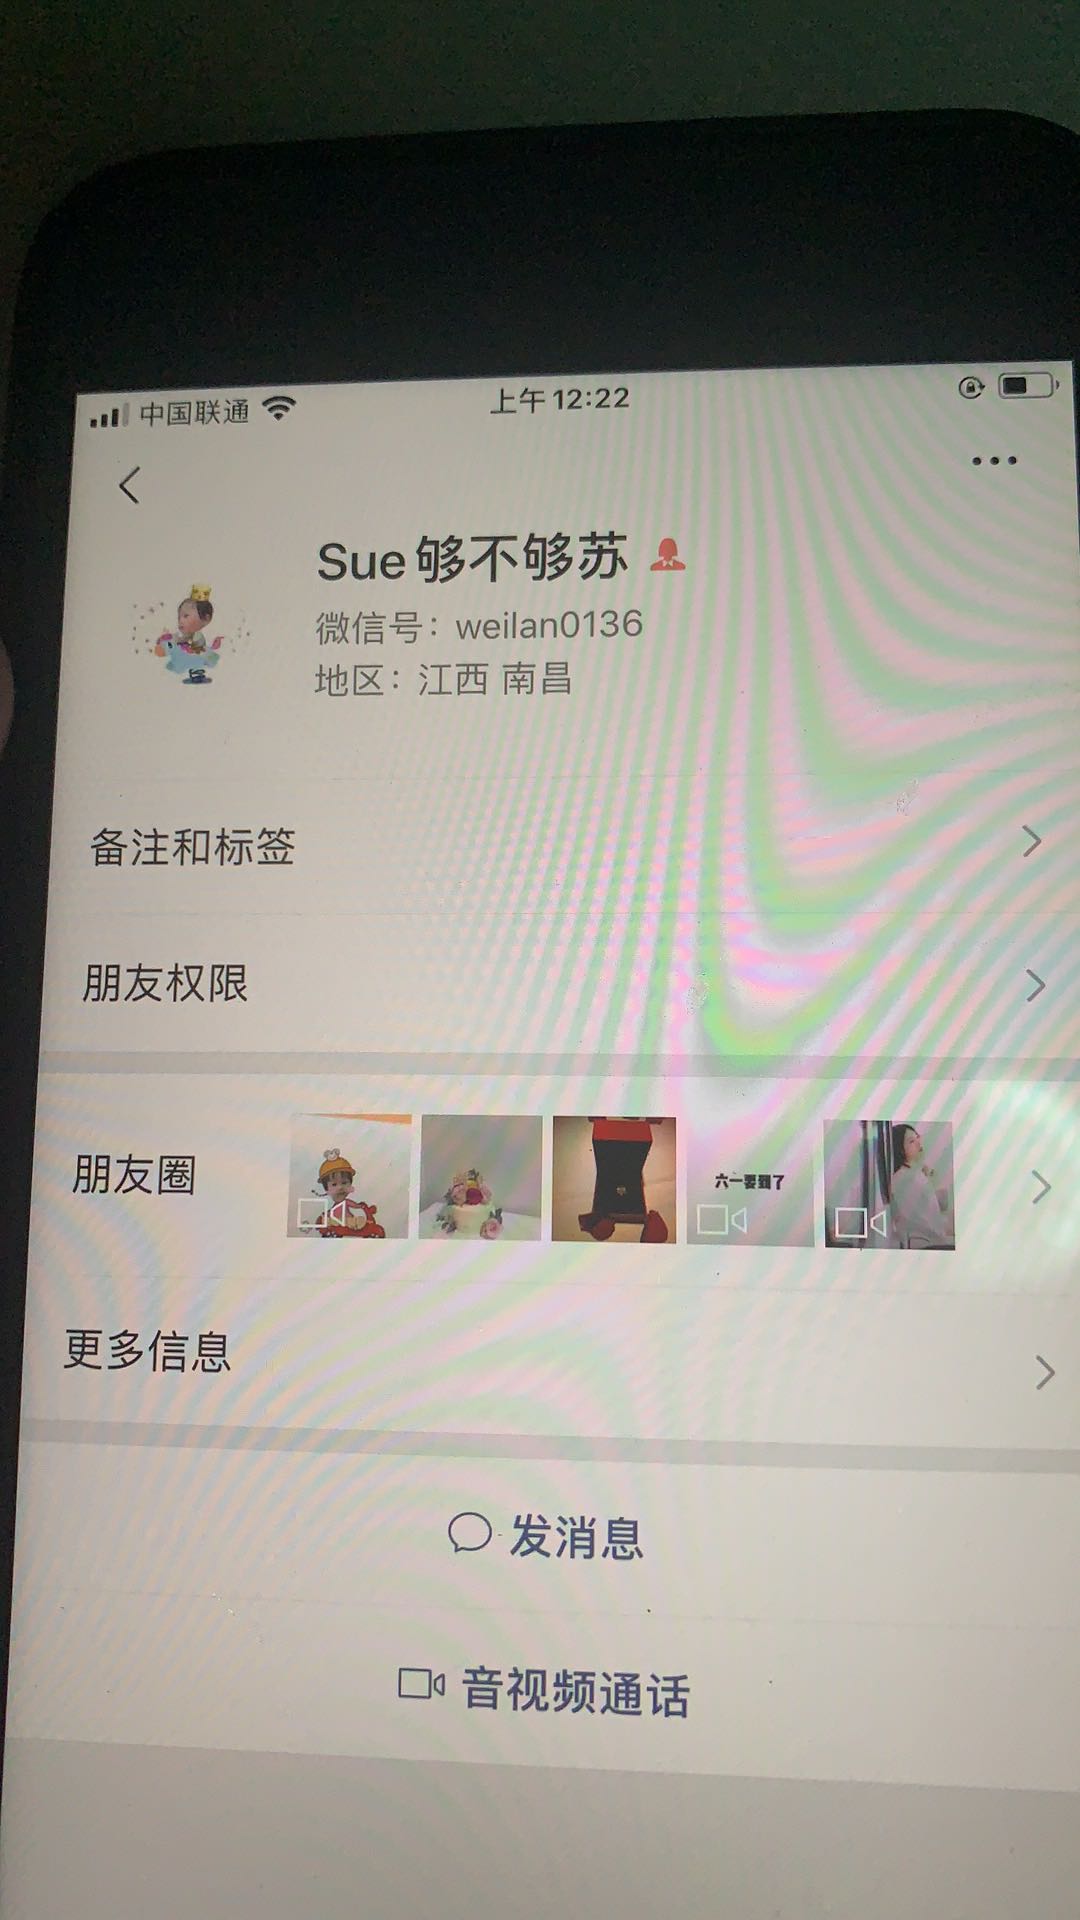 中国联通
上午12:22
Sue够不够苏
微信号：weilan0136
地区：江西 南昌
备注和标签
朋友权限
朋友圈
六一要到了
更多信息
发消息
音视频通话